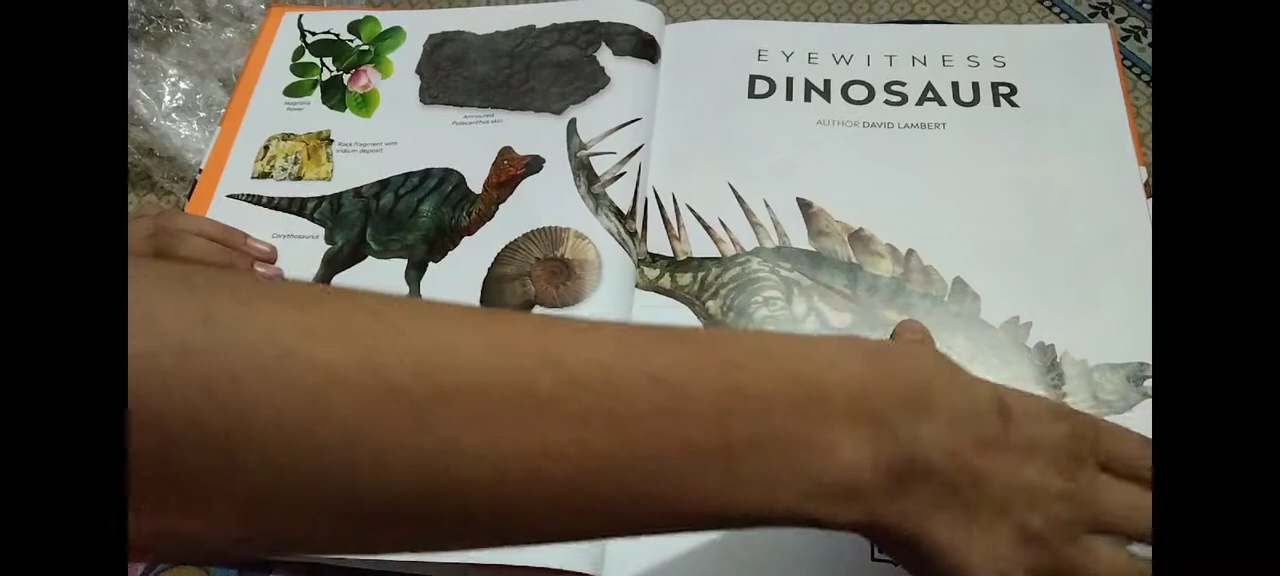 Magnolia
flower
Armoured
Polacanthus skin
Rock fragment with
iridium deposit
Corythosaurus
EYEWITNESS
DINOSAUR
AUTHOR DAVID LAMBERT